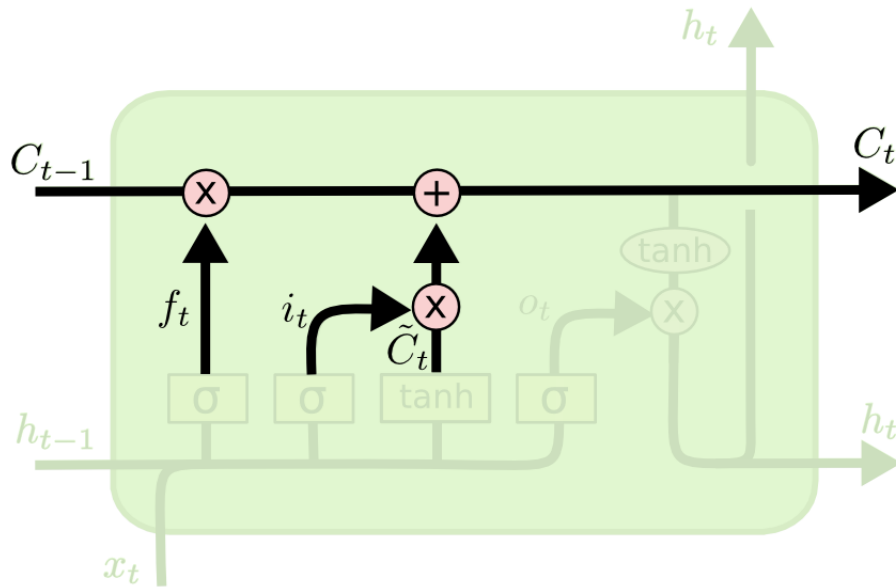 h_t
C_{t-1}
C_t
x
+
tanh
f_t
i_t
x
o_t
x
C̃_t
σ
σ
tanh
σ
h_{t-1}
h_t
x_t